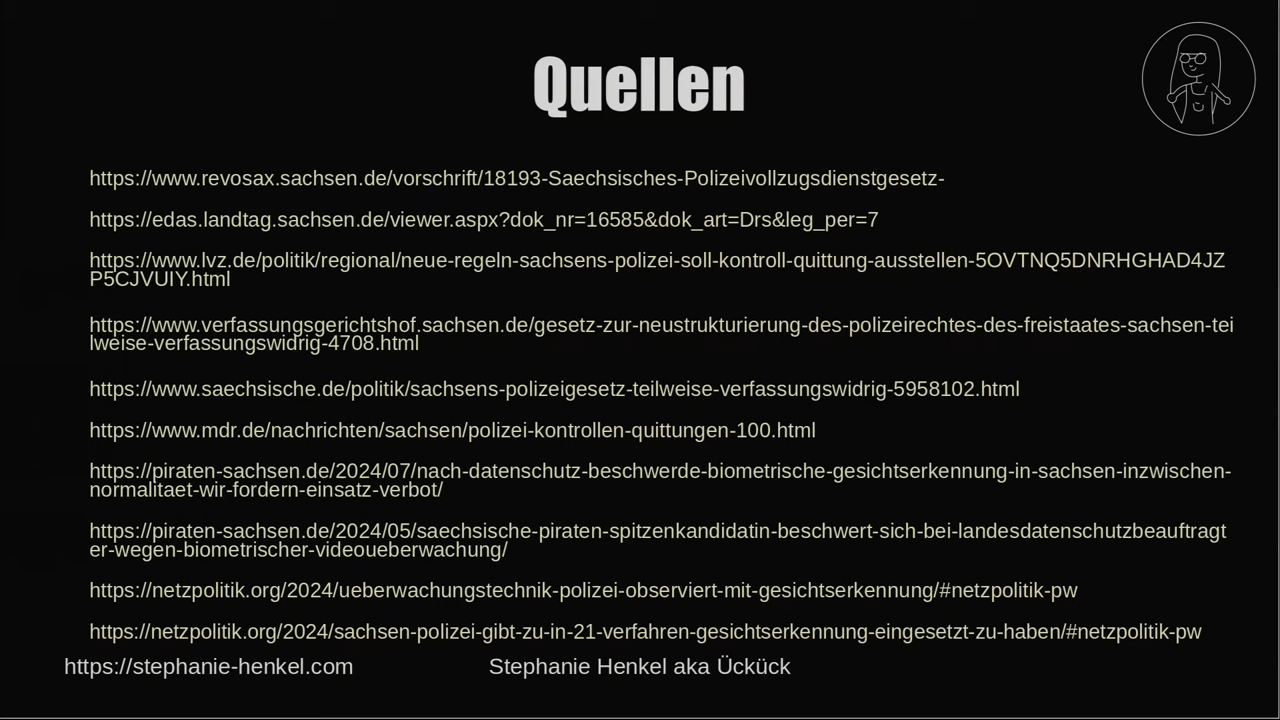 Quellen
https://www.revosax.sachsen.de/vorschrift/18193-Saechsisches-Polizeivollzugsdienstgesetz-
https://edas.landtag.sachsen.de/viewer.aspx?dok_nr=16585&dok_art=Drs&leg_per=7
https://www.lvz.de/politik/regional/neue-regeln-sachsens-polizei-soll-kontroll-quittung-ausstellen-5OVTNQ5DNRHGHAD4JZ
P5CJVUIY.html
https://www.verfassungsgerichtshof.sachsen.de/gesetz-zur-neustrukturierung-des-polizeirechtes-des-freistaates-sachsen-tei
lweise-verfassungswidrig-4708.html
https://www.saechsische.de/politik/sachsens-polizeigesetz-teilweise-verfassungswidrig-5958102.html
https://www.mdr.de/nachrichten/sachsen/polizei-kontrollen-quittungen-100.html
https://piraten-sachsen.de/2024/07/nach-datenschutz-beschwerde-biometrische-gesichtserkennung-in-sachsen-inzwischen-
normalitaet-wir-fordern-einsatz-verbot/
https://piraten-sachsen.de/2024/05/saechsische-piraten-spitzenkandidatin-beschwert-sich-bei-landesdatenschutzbeauftragt
er-wegen-biometrischer-videoueberwachung/
https://netzpolitik.org/2024/ueberwachungstechnik-polizei-observiert-mit-gesichtserkennung/#netzpolitik-pw
https://netzpolitik.org/2024/sachsen-polizei-gibt-zu-in-21-verfahren-gesichtserkennung-eingesetzt-zu-haben/#netzpolitik-pw
https://stephanie-henkel.com
Stephanie Henkel aka Ückück